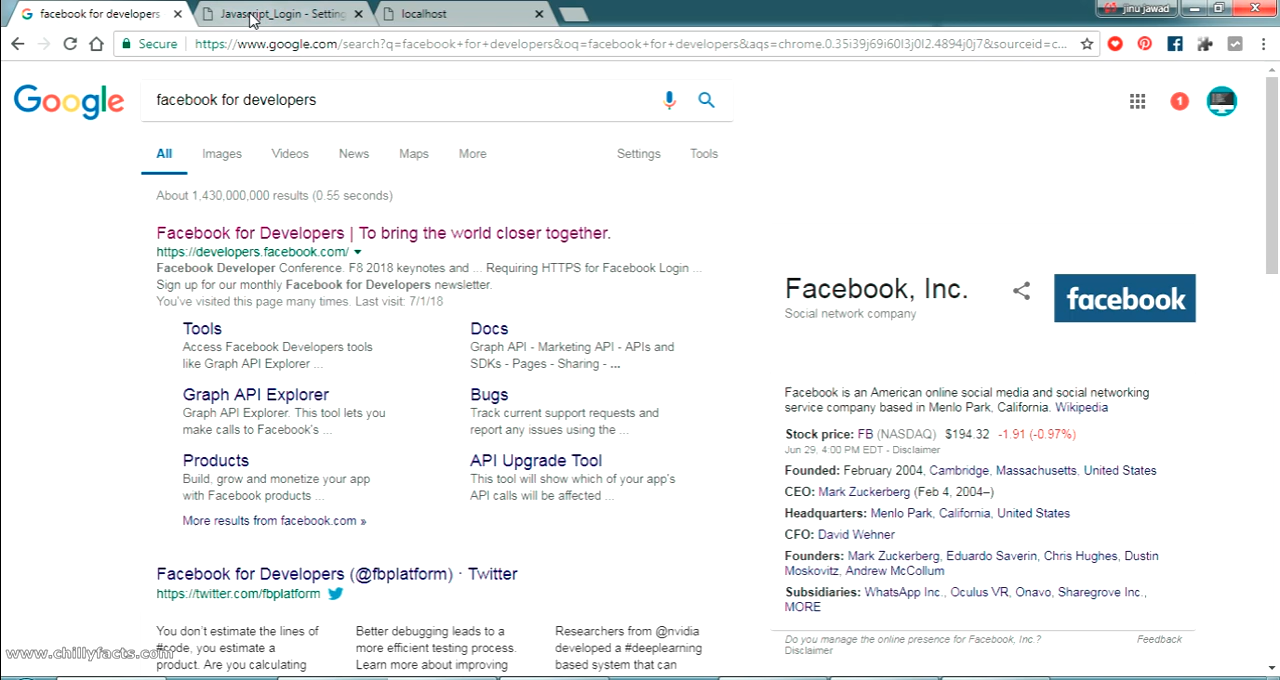 facebook for developers
Javascript_Login - Setting
localhost
jinu jawad
Secure
https://www.google.com/search?q=facebook+for+developers&oq=facebook+for+developers&aqs=chrome.0.35i39j69i60l3j0l2.4894j0j7&sourceid=c...
Google
facebook for developers
1
All
Images
Videos
News
Maps
More
Settings
Tools
About 1,430,000,000 results (0.55 seconds)
Facebook for Developers | To bring the world closer together.
https://developers.facebook.com/
Facebook Developer Conference. F8 2018 keynotes and ... Requiring HTTPS for Facebook Login ...
Sign up for our monthly Facebook for Developers newsletter.
You've visited this page many times. Last visit: 7/1/18
Tools
Access Facebook Developers tools
like Graph API Explorer ...
Docs
Graph API - Marketing API - APIs and
SDKs - Pages - Sharing - ...
Graph API Explorer
Graph API Explorer. This tool lets you
make calls to Facebook's ...
Bugs
Track current support requests and
report any issues using the ...
Products
Build, grow and monetize your app
with Facebook products ...
API Upgrade Tool
This tool will show which of your app's
API calls will be affected ...
More results from facebook.com »
Facebook for Developers (@fbplatform) · Twitter
https://twitter.com/fbplatform
You don't estimate the lines of
#code, you estimate a
product. Are you calculating
Better debugging leads to a
more efficient testing process.
Learn more about improving
Researchers from @nvidia
developed a #deeplearning
based system that can
www.chillyfacts.com
Facebook, Inc.
Social network company
facebook
Facebook is an American online social media and social networking
service company based in Menlo Park, California. Wikipedia
Stock price: FB (NASDAQ) $194.32 -1.91 (-0.97%)
Jun 29, 4:00 PM EDT - Disclaimer
Founded: February 2004, Cambridge, Massachusetts, United States
CEO: Mark Zuckerberg (Feb 4, 2004–)
Headquarters: Menlo Park, California, United States
CFO: David Wehner
Founders: Mark Zuckerberg, Eduardo Saverin, Chris Hughes, Dustin
Moskovitz, Andrew McCollum
Subsidiaries: WhatsApp Inc., Oculus VR, Onavo, Sharegrove Inc.,
MORE
Do you manage the online presence for Facebook, Inc.?
Feedback
Disclaimer